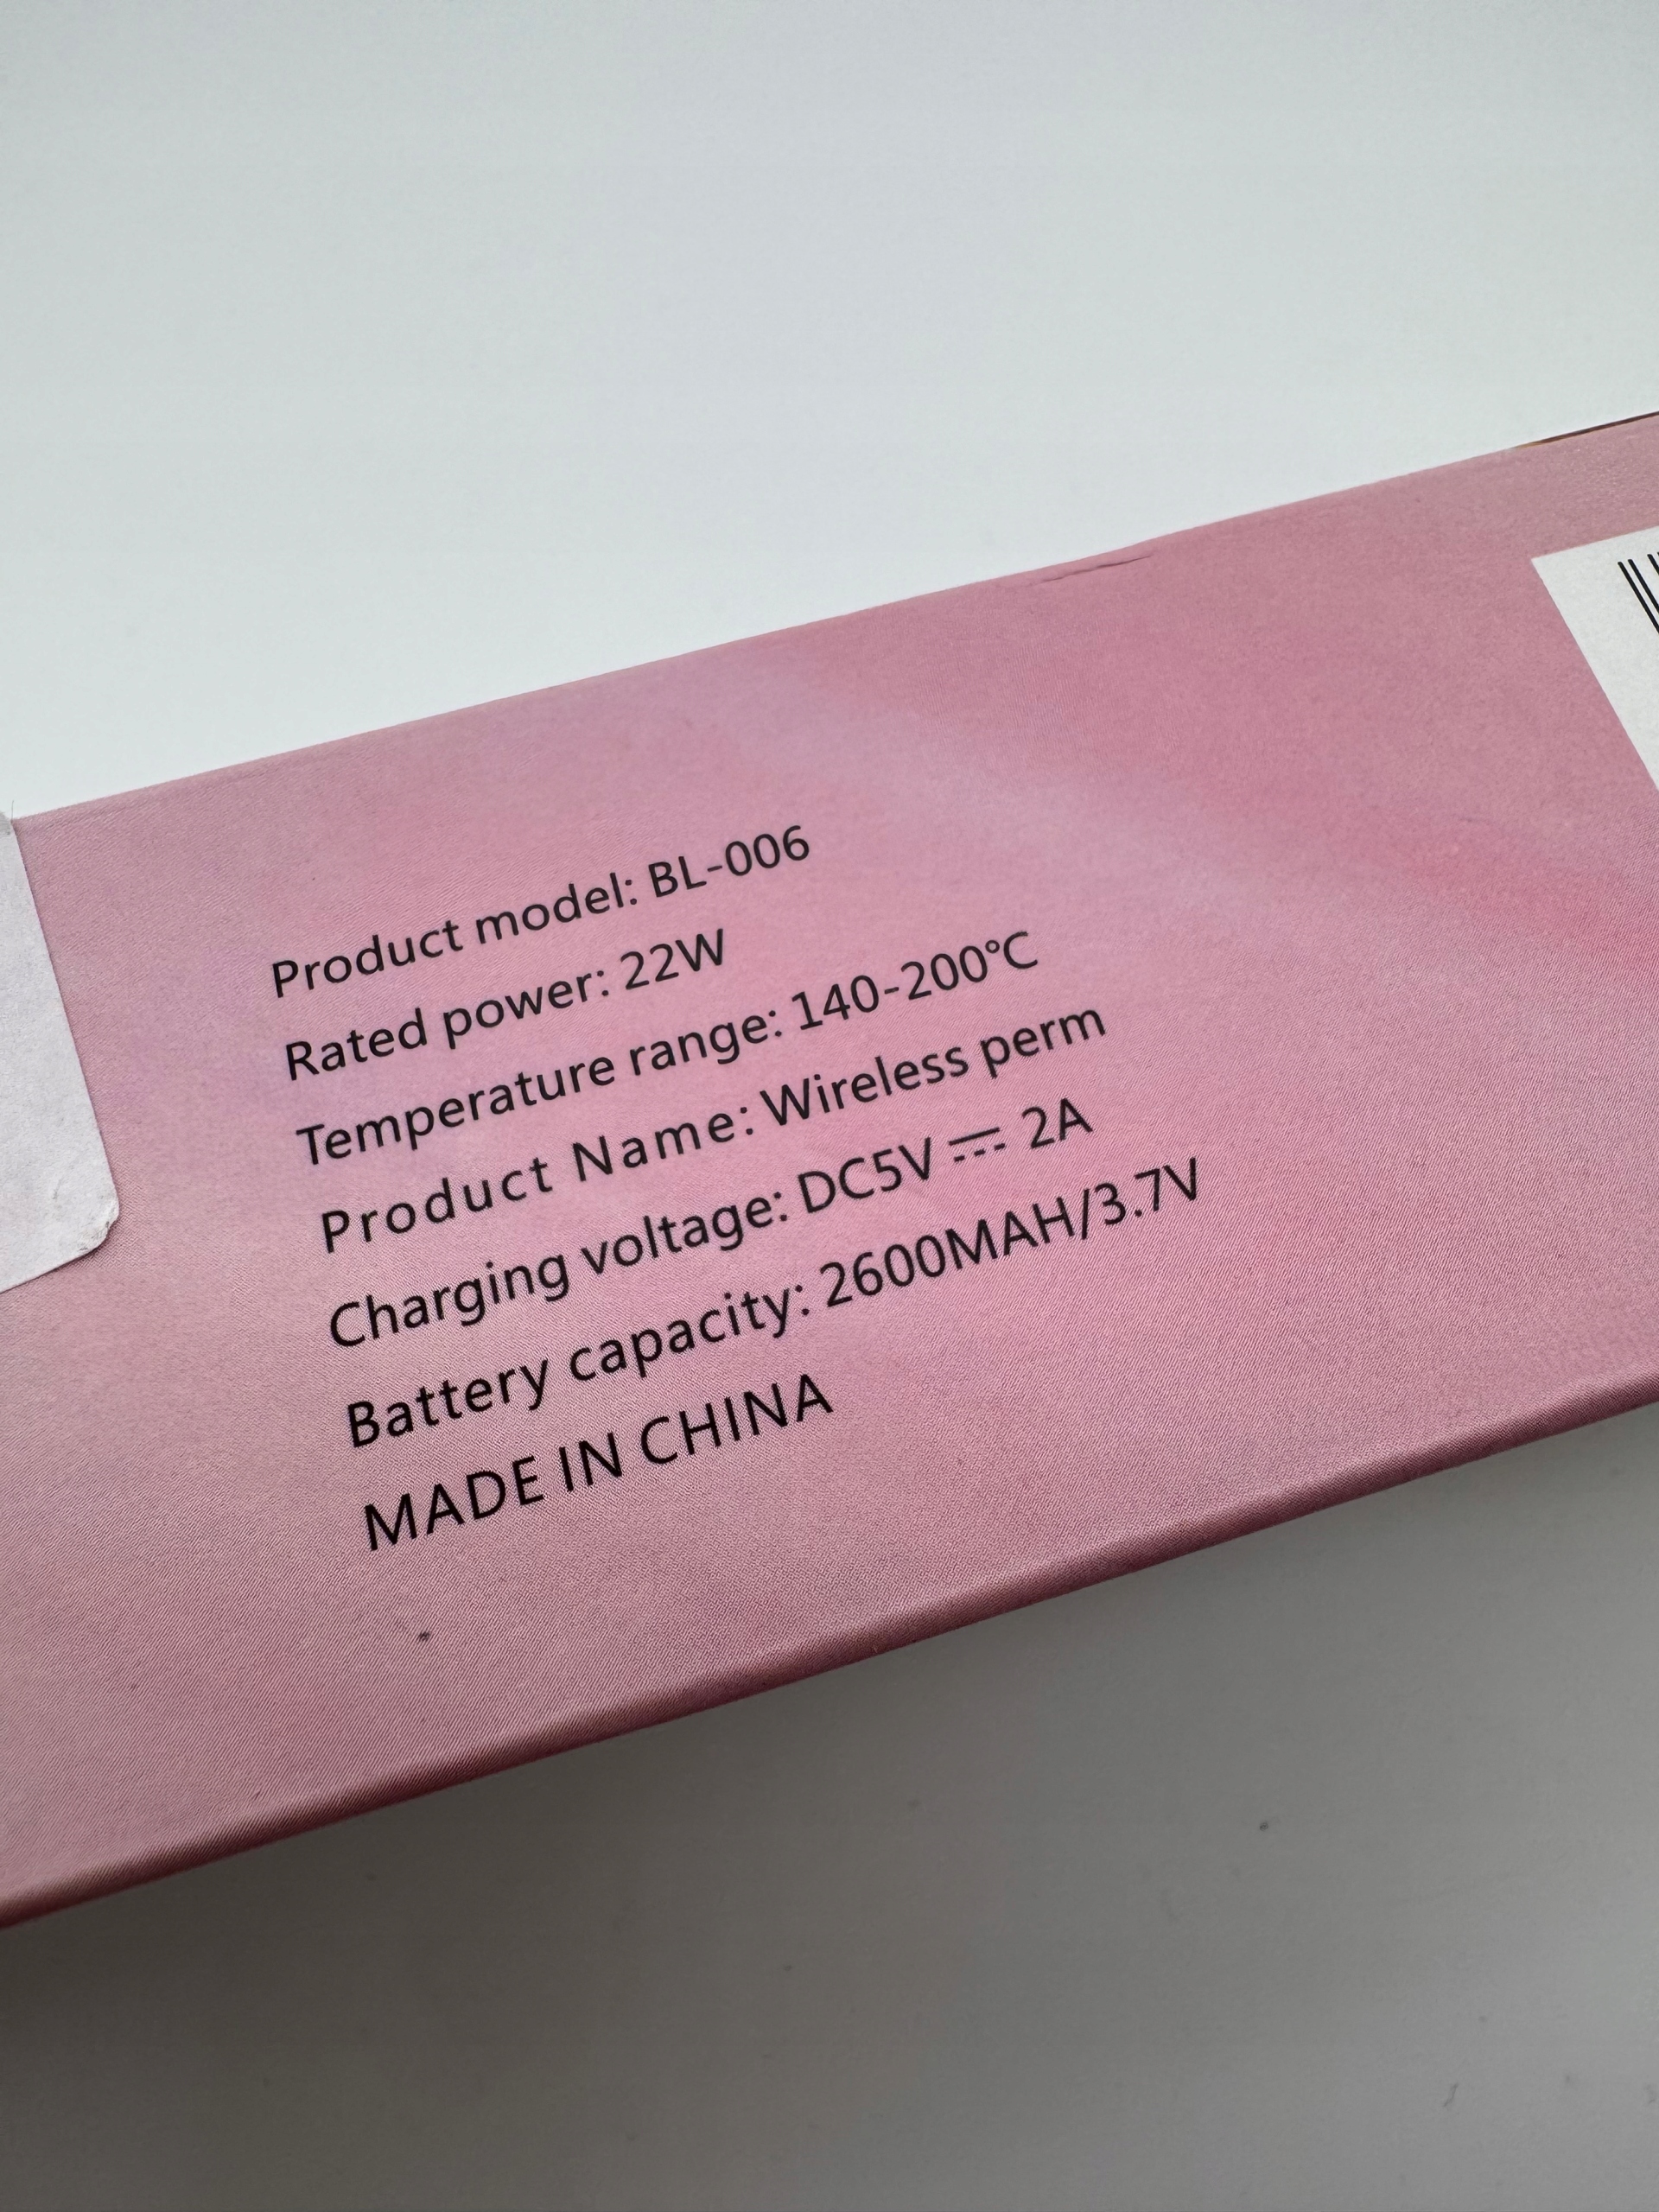 Product model: BL-006
Rated power: 22W
Temperature range: 140-200℃
Product Name: Wireless perm
Charging voltage: DC5V ⎓ 2A
Battery capacity: 2600MAH/3.7V
MADE IN CHINA